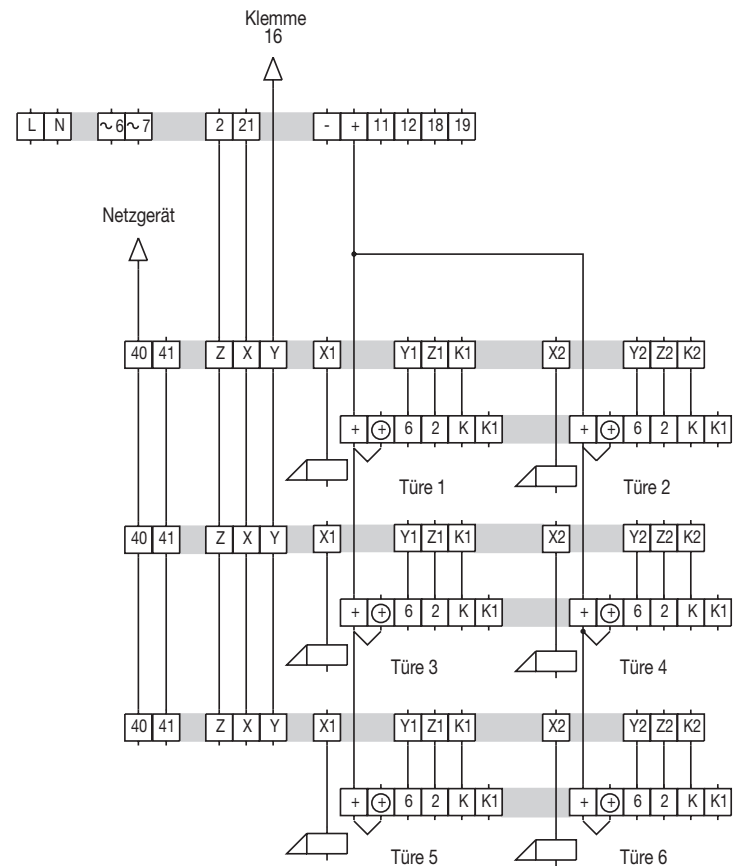 Klemme
16
L N ~6 ~7 2 21 - + 11 12 18 19
Netzgerät
40 41 Z X Y X1 Y1 Z1 K1 X2 Y2 Z2 K2
+ + 6 2 K K1 + + 6 2 K K1
Türe 1 Türe 2
40 41 Z X Y X1 Y1 Z1 K1 X2 Y2 Z2 K2
+ + 6 2 K K1 + + 6 2 K K1
Türe 3 Türe 4
40 41 Z X Y X1 Y1 Z1 K1 X2 Y2 Z2 K2
+ + 6 2 K K1 + + 6 2 K K1
Türe 5 Türe 6